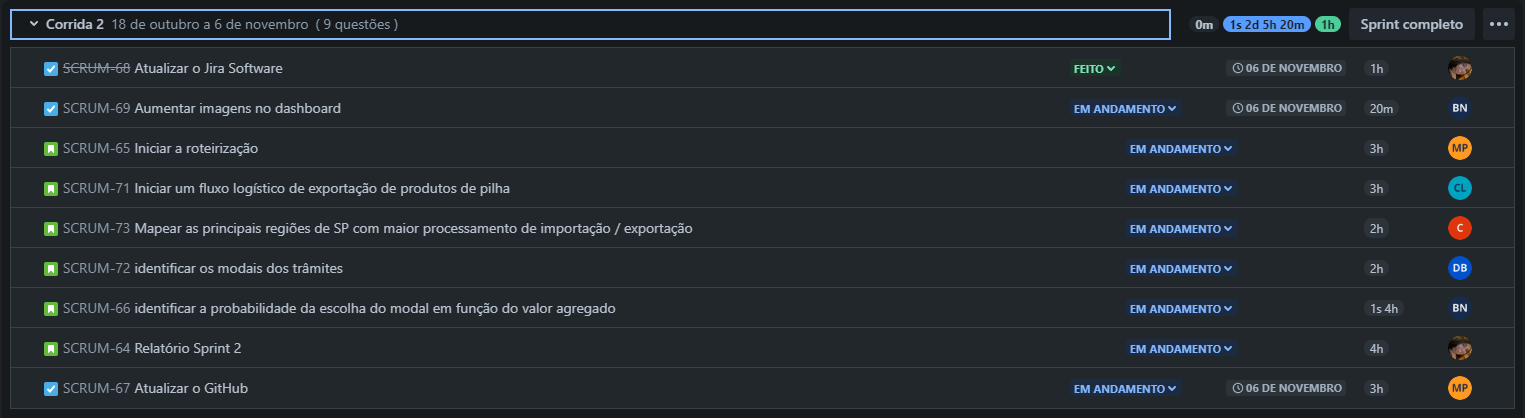 Corrida 2 18 de outubro a 6 de novembro ( 9 questões ) 0m 1s 2d 5h 20m 1h Sprint completo
SCRUM-68 Atualizar o Jira Software FEITO 06 DE NOVEMBRO 1h
SCRUM-69 Aumentar imagens no dashboard EM ANDAMENTO 06 DE NOVEMBRO 20m BN
SCRUM-65 Iniciar a roteirização EM ANDAMENTO 3h MP
SCRUM-71 Iniciar um fluxo logístico de exportação de produtos de pilha EM ANDAMENTO 3h CL
SCRUM-73 Mapear as principais regiões de SP com maior processamento de importação / exportação EM ANDAMENTO 2h C
SCRUM-72 identificar os modais dos trâmites EM ANDAMENTO 2h DB
SCRUM-66 identificar a probabilidade da escolha do modal em função do valor agregado EM ANDAMENTO 1s 4h BN
SCRUM-64 Relatório Sprint 2 EM ANDAMENTO 4h
SCRUM-67 Atualizar o GitHub EM ANDAMENTO 06 DE NOVEMBRO 3h MP